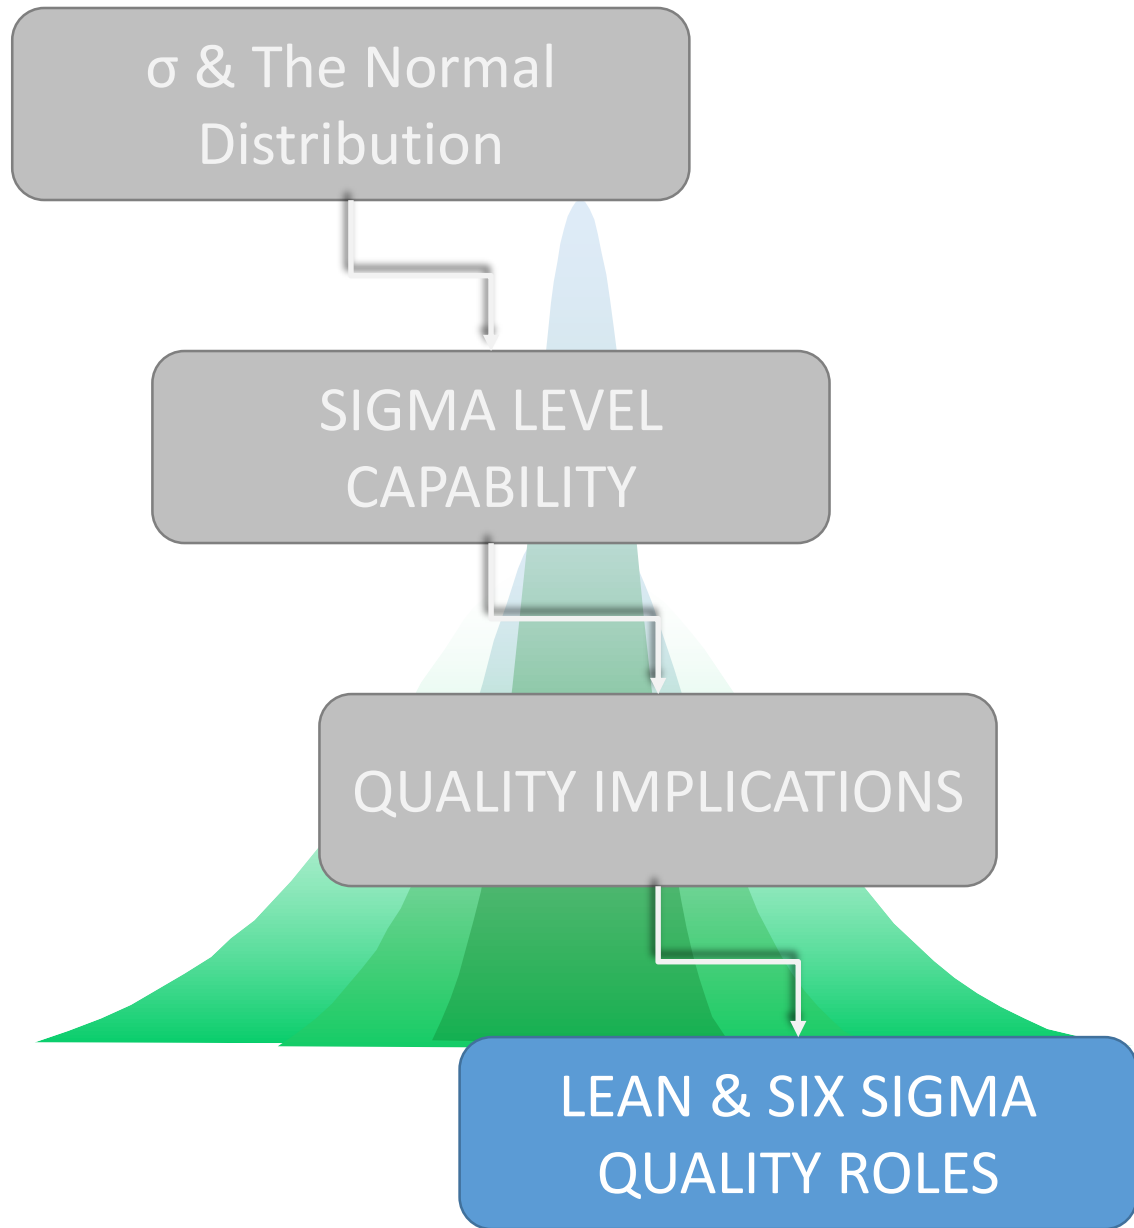 σ & The Normal
Distribution
SIGMA LEVEL
CAPABILITY
QUALITY IMPLICATIONS
LEAN & SIX SIGMA
QUALITY ROLES